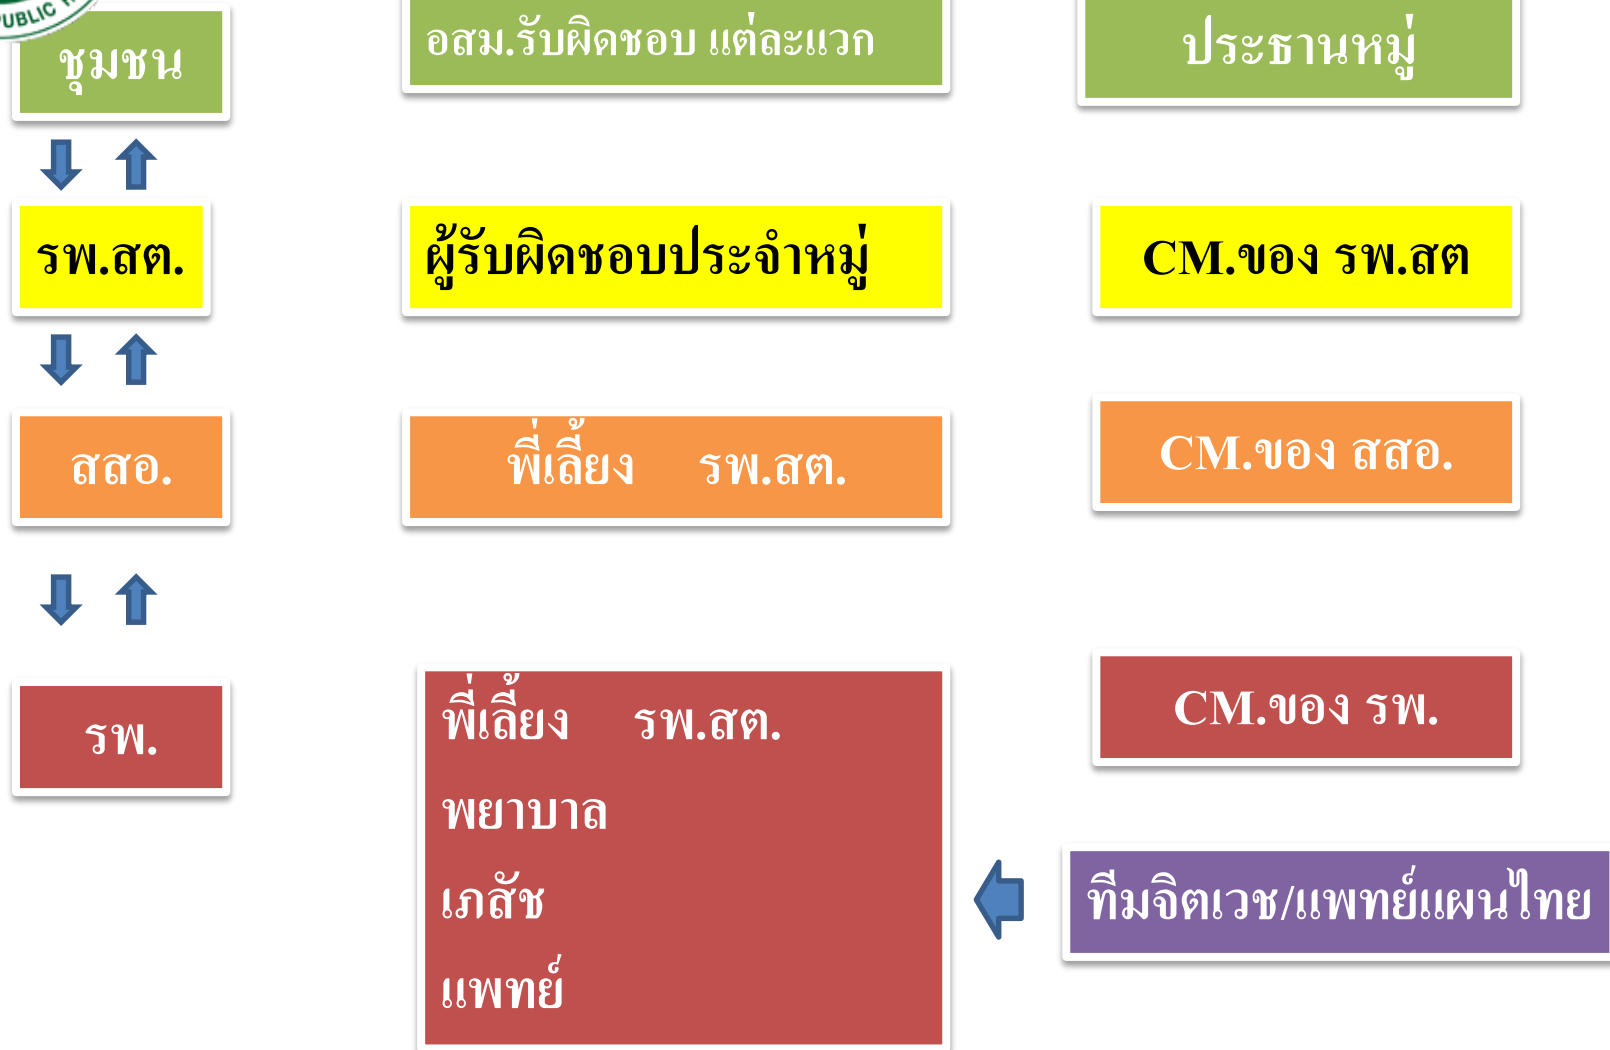 PUBLIC
ชุมชน
อสม.รับผิดชอบ แต่ละแวก
ประธานหมู่
รพ.สต.
ผู้รับผิดชอบประจำหมู่
CM.ของ รพ.สต
สสอ.
พี่เลี้ยง รพ.สต.
CM.ของ สสอ.
รพ.
พี่เลี้ยง รพ.สต.
พยาบาล
เภสัช
แพทย์
CM.ของ รพ.
ทีมจิตเวช/แพทย์แผนไทย